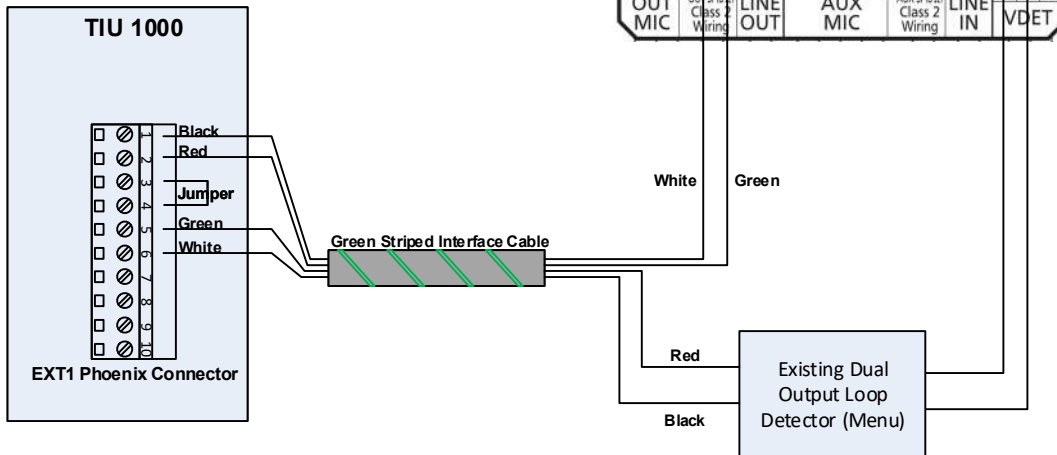 OUT MIC
Class 2 Wiring
LINE OUT
AUX MIC
Class 2 Wiring
LINE IN
VDET
TIU 1000
1 Black
2 Red
3
Jumper
4
5 Green
6 White
7
8
9
10
EXT1 Phoenix Connector
Green Striped Interface Cable
White
Green
Red
Black
Existing Dual
Output Loop
Detector (Menu)